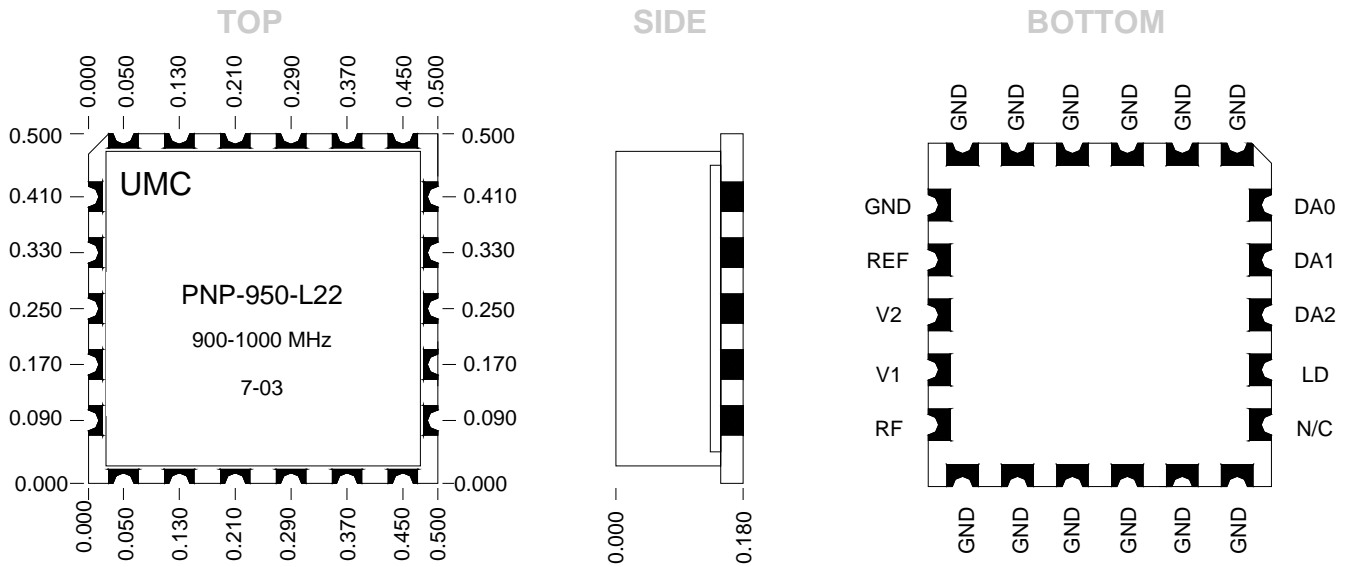 TOP
SIDE
BOTTOM
0.000 0.050 0.130 0.210 0.290 0.370 0.450 0.500
0.500
0.410
0.330
0.250
0.170
0.090
0.000
UMC
PNP-950-L22
900-1000 MHz
7-03
0.500
0.410
0.330
0.250
0.170
0.090
0.000
0.000 0.050 0.130 0.210 0.290 0.370 0.450 0.500
0.000 0.180
GND GND GND GND GND GND
GND
REF
V2
V1
RF
DA0
DA1
DA2
LD
N/C
GND GND GND GND GND GND